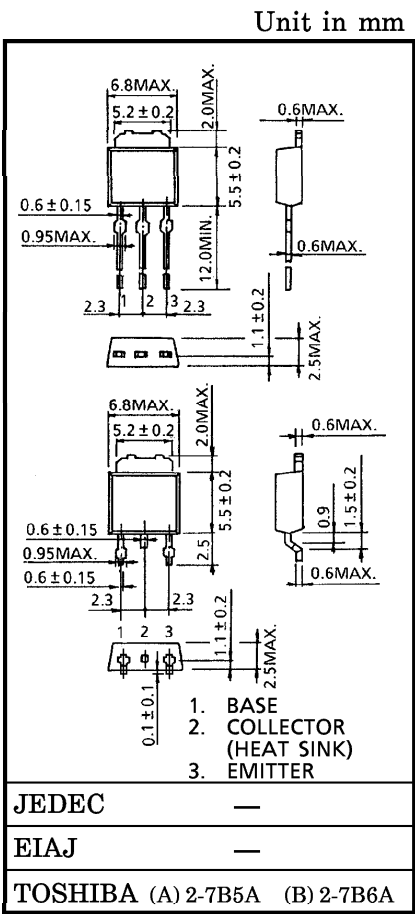 Unit in mm
6.8MAX.
5.2±0.2
2.0MAX.
0.6MAX.
5.5±0.2
0.6±0.15
0.95MAX.
12.0MIN.
0.6MAX.
1 2 3
2.3 2.3
1.1±0.2
2.5MAX.
6.8MAX.
5.2±0.2
2.0MAX.
0.6MAX.
5.5±0.2
0.9
1.5±0.2
0.6±0.15
0.95MAX.
2.5
0.6±0.15
0.6MAX.
2.3 2.3
1 2 3
1.1±0.2
2.5MAX.
0.1±0.1
1. BASE
2. COLLECTOR
(HEAT SINK)
3. EMITTER
JEDEC —
EIAJ —
TOSHIBA (A) 2-7B5A (B) 2-7B6A